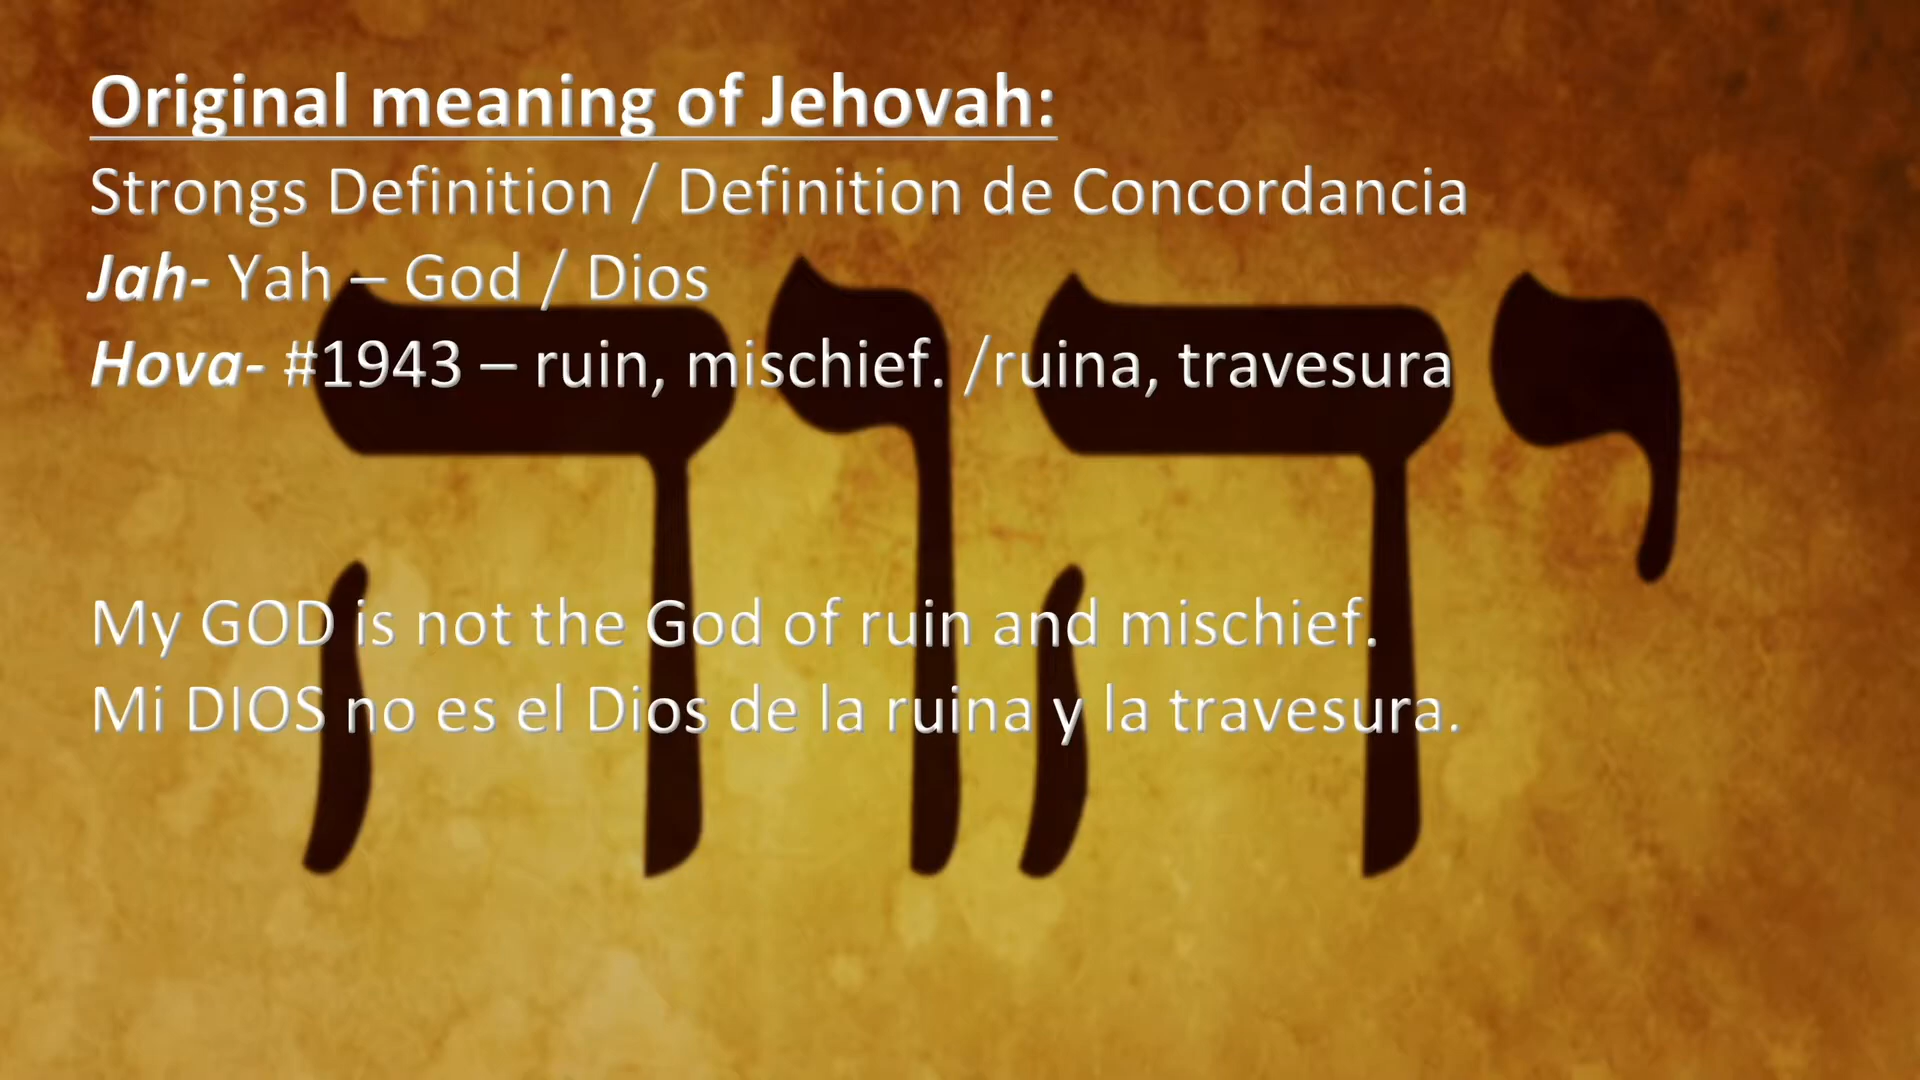 Original meaning of Jehovah:
Strongs Definition / Definition de Concordancia
Jah- Yah – God / Dios
Hova- #1943 – ruin, mischief. /ruina, travesura
יהוה
My GOD is not the God of ruin and mischief.
Mi DIOS no es el Dios de la ruina y la travesura.